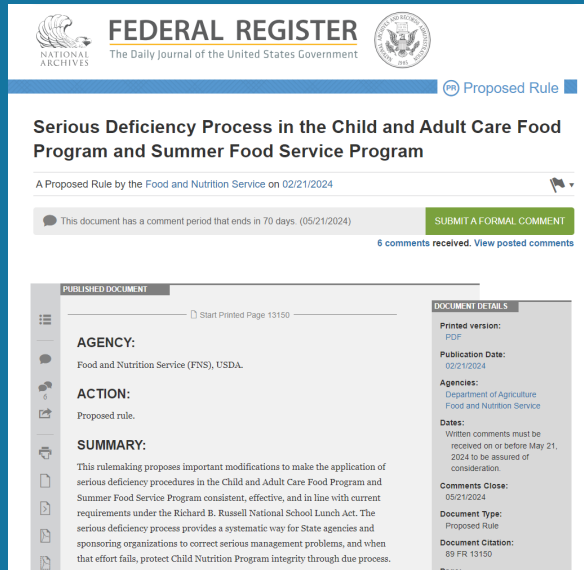 FEDERAL REGISTER
The Daily Journal of the United States Government
NATIONAL
ARCHIVES
PR Proposed Rule
Serious Deficiency Process in the Child and Adult Care Food
Program and Summer Food Service Program
A Proposed Rule by the Food and Nutrition Service on 02/21/2024
This document has a comment period that ends in 70 days. (05/21/2024)
SUBMIT A FORMAL COMMENT
6 comments received. View posted comments
PUBLISHED DOCUMENT
Start Printed Page 13150
AGENCY:
Food and Nutrition Service (FNS), USDA.
ACTION:
Proposed rule.
SUMMARY:
This rulemaking proposes important modifications to make the application of
serious deficiency procedures in the Child and Adult Care Food Program and
Summer Food Service Program consistent, effective, and in line with current
requirements under the Richard B. Russell National School Lunch Act. The
serious deficiency process provides a systematic way for State agencies and
sponsoring organizations to correct serious management problems, and when
that effort fails, protect Child Nutrition Program integrity through due process.
6
DOCUMENT DETAILS
Printed version:
PDF
Publication Date:
02/21/2024
Agencies:
Department of Agriculture
Food and Nutrition Service
Dates:
Written comments must be
received on or before May 21,
2024 to be assured of
consideration.
Comments Close:
05/21/2024
Document Type:
Proposed Rule
Document Citation:
89 FR 13150